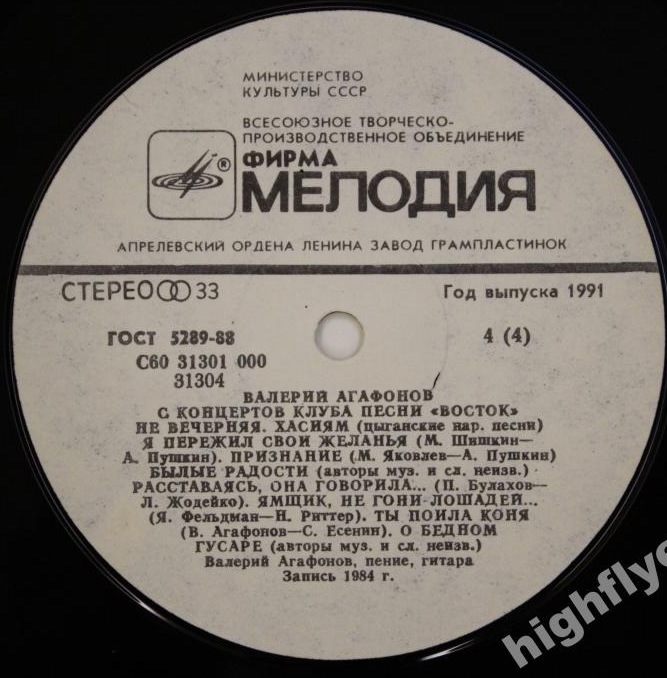 МИНИСТЕРСТВО
КУЛЬТУРЫ СССР
ВСЕСОЮЗНОЕ ТВОРЧЕСКО-
ПРОИЗВОДСТВЕННОЕ ОБЪЕДИНЕНИЕ
®
ФИРМА
МЕЛОДИЯ
АПРЕЛЕВСКИЙ ОРДЕНА ЛЕНИНА ЗАВОД ГРАМПЛАСТИНОК
СТЕРЕО 33
Год выпуска 1991
ГОСТ 5289-88
4 (4)
С60 31301 000
31304
ВАЛЕРИЙ АГАФОНОВ
С КОНЦЕРТОВ КЛУБА ПЕСНИ «ВОСТОК»
НЕ ВЕЧЕРНЯЯ. ХАСИЯМ (цыганские нар. песни)
Я ПЕРЕЖИЛ СВОИ ЖЕЛАНЬЯ (М. Шишкин—
А. Пушкин). ПРИЗНАНИЕ (М. Яковлев—А. Пушкин)
БЫЛЫЕ РАДОСТИ (авторы муз. и сл. неизв.)
РАССТАВАЯСЬ, ОНА ГОВОРИЛА... (П. Булахов—
Л. Жодейко). ЯМЩИК, НЕ ГОНИ ЛОШАДЕЙ...
(Я. Фельдман—Н. Риттер). ТЫ ПОИЛА КОНЯ
(В. Агафонов—С. Есенин). О БЕДНОМ
ГУСАРЕ (авторы муз. и сл. неизв.)
Валерий Агафонов, пение, гитара
Запись 1984 г.
highflye